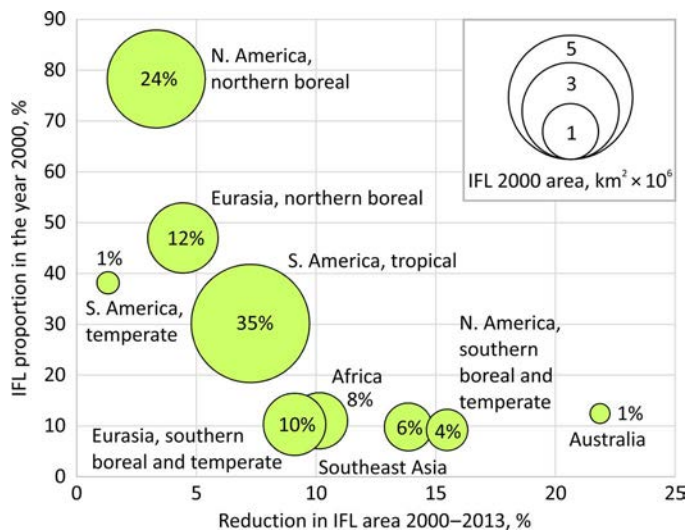 IFL proportion in the year 2000, %
90
80
70
60
50
40
30
20
10
0
N. America,
northern boreal
24%
5
3
1
IFL 2000 area, km² × 10⁶
Eurasia, northern boreal
12%
1%
S. America,
temperate
S. America, tropical
35%
N. America,
southern
boreal and
temperate
Africa
8%
10%
6%
4%
1%
Australia
Eurasia, southern
boreal and temperate
Southeast Asia
0
5
10
15
20
25
Reduction in IFL area 2000–2013, %